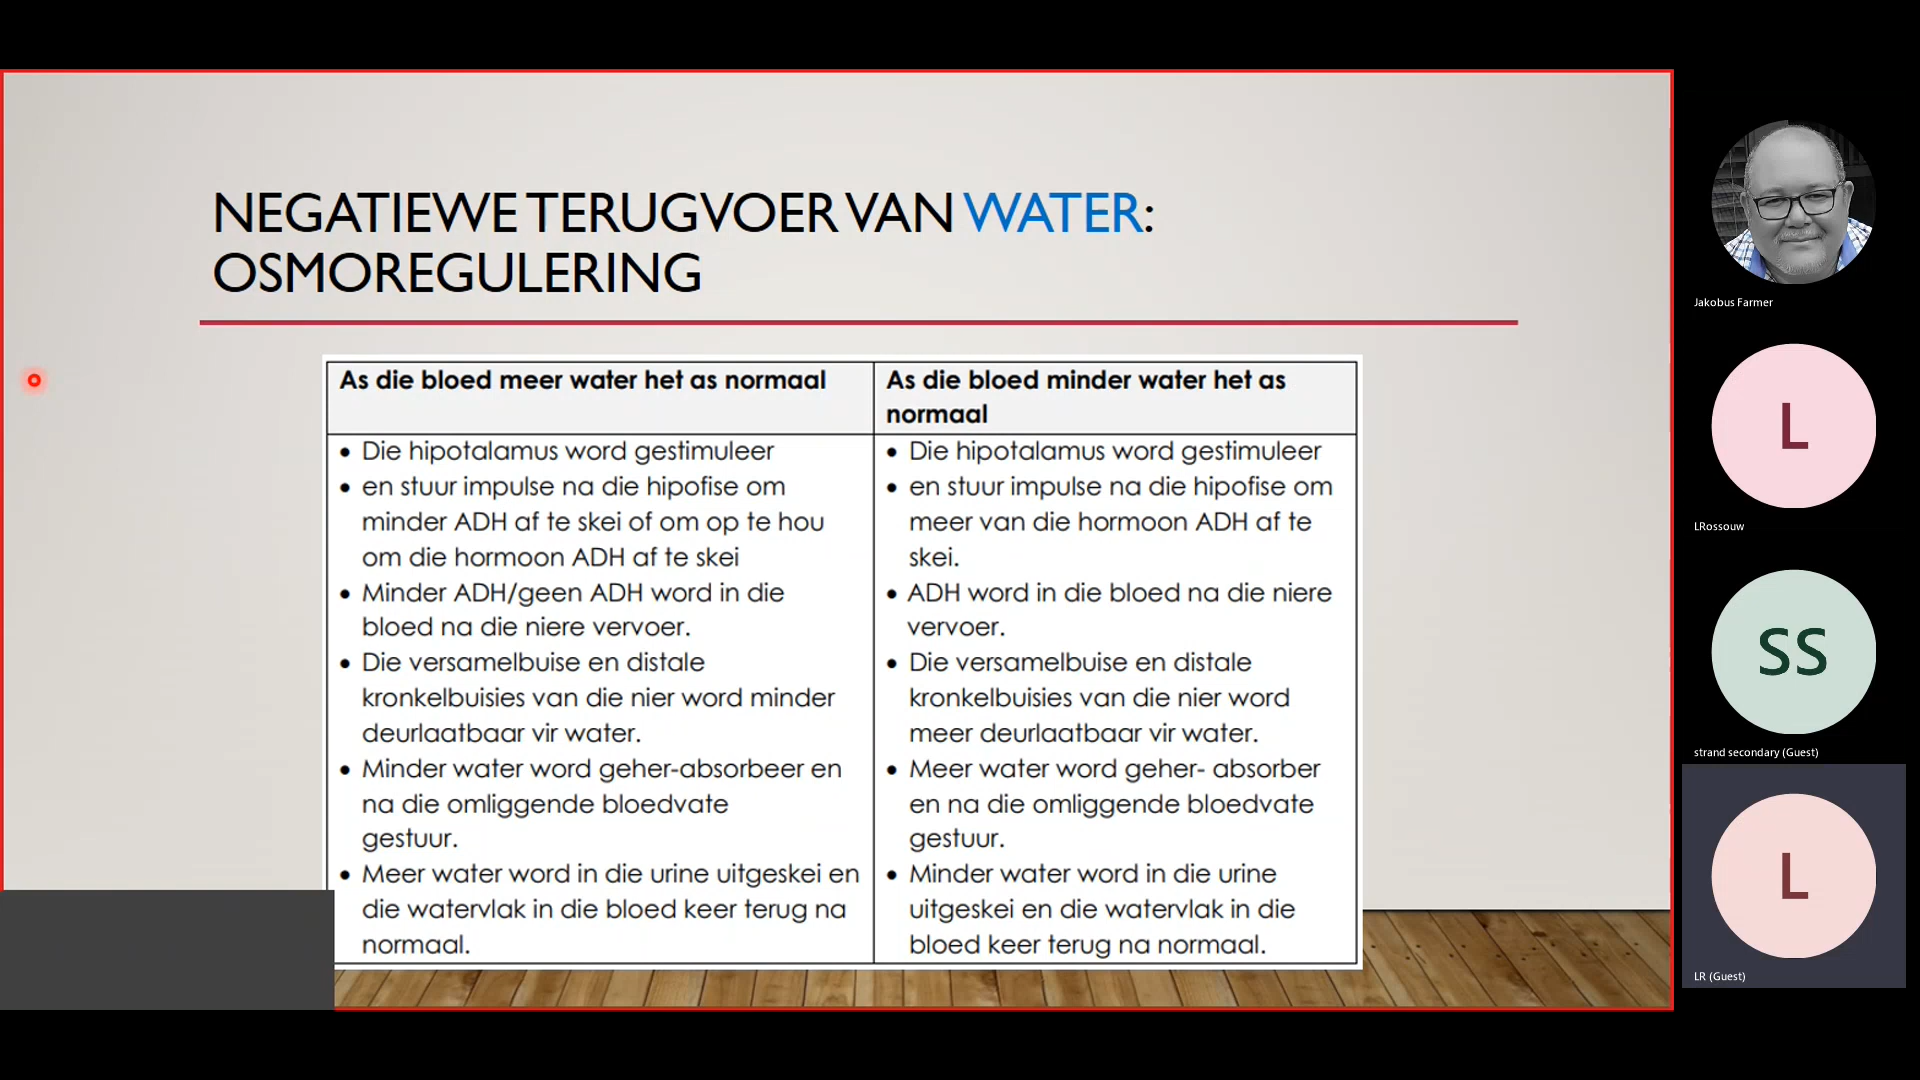 NEGATIEWE TERUGVOER VAN WATER:
OSMOREGULERING
As die bloed meer water het as normaal
As die bloed minder water het as
normaal
• Die hipotalamus word gestimuleer
• en stuur impulse na die hipofise om
minder ADH af te skei of om op te hou
om die hormoon ADH af te skei
• Minder ADH/geen ADH word in die
bloed na die niere vervoer.
• Die versamelbuise en distale
kronkelbuisies van die nier word minder
deurlaatbaar vir water.
• Minder water word geher-absorbeer en
na die omliggende bloedvate
gestuur.
• Meer water word in die urine uitgeskei en
die watervlak in die bloed keer terug na
normaal.
• Die hipotalamus word gestimuleer
• en stuur impulse na die hipofise om
meer van die hormoon ADH af te
skei.
• ADH word in die bloed na die niere
vervoer.
• Die versamelbuise en distale
kronkelbuisies van die nier word
meer deurlaatbaar vir water.
• Meer water word geher- absorber
en na die omliggende bloedvate
gestuur.
• Minder water word in die urine
uitgeskei en die watervlak in die
bloed keer terug na normaal.
Jakobus Farmer
L
LRossouw
SS
strand secondary (Guest)
L
LR (Guest)